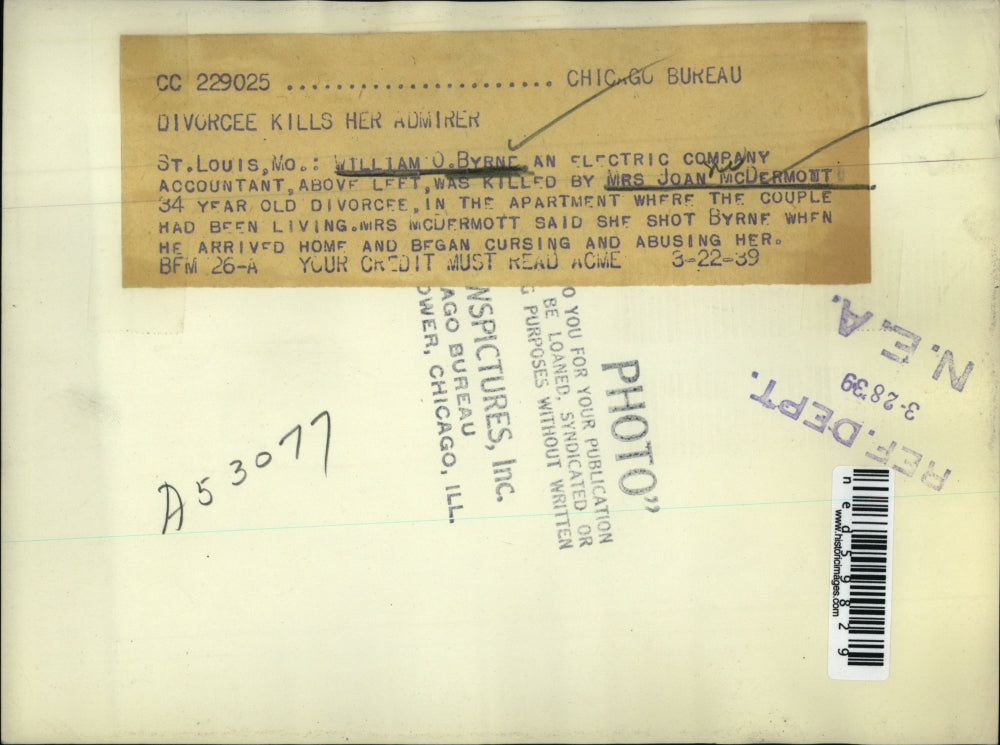 CC 229025 ...................... CHICAGO BUREAU
DIVORCEE KILLS HER ADMIRER
ST.LOUIS,MO.: WILLIAM O.BYRNE AN ELECTRIC COMPANY
ACCOUNTANT,ABOVE LEFT,WAS KILLED BY MRS JOAN MCDERMOTT
34 YEAR OLD DIVORCEE,IN THE APARTMENT WHERE THE COUPLE
HAD BEEN LIVING.MRS MCDERMOTT SAID SHE SHOT BYRNE WHEN
HE ARRIVED HOME AND BEGAN CURSING AND ABUSING HER.
BFM 26-A YOUR CREDIT MUST READ ACME 3-22-39
PHOTO"
O YOU FOR YOUR PUBLICATION
BE LOANED, SYNDICATED OR
G PURPOSES WITHOUT WRITTEN
WSPICTURES, Inc.
AGO BUREAU
OWER, CHICAGO, ILL.
N. E. A.
3-28 39
REF. DEPT.
A53077
ned59829
www.historicimages.com